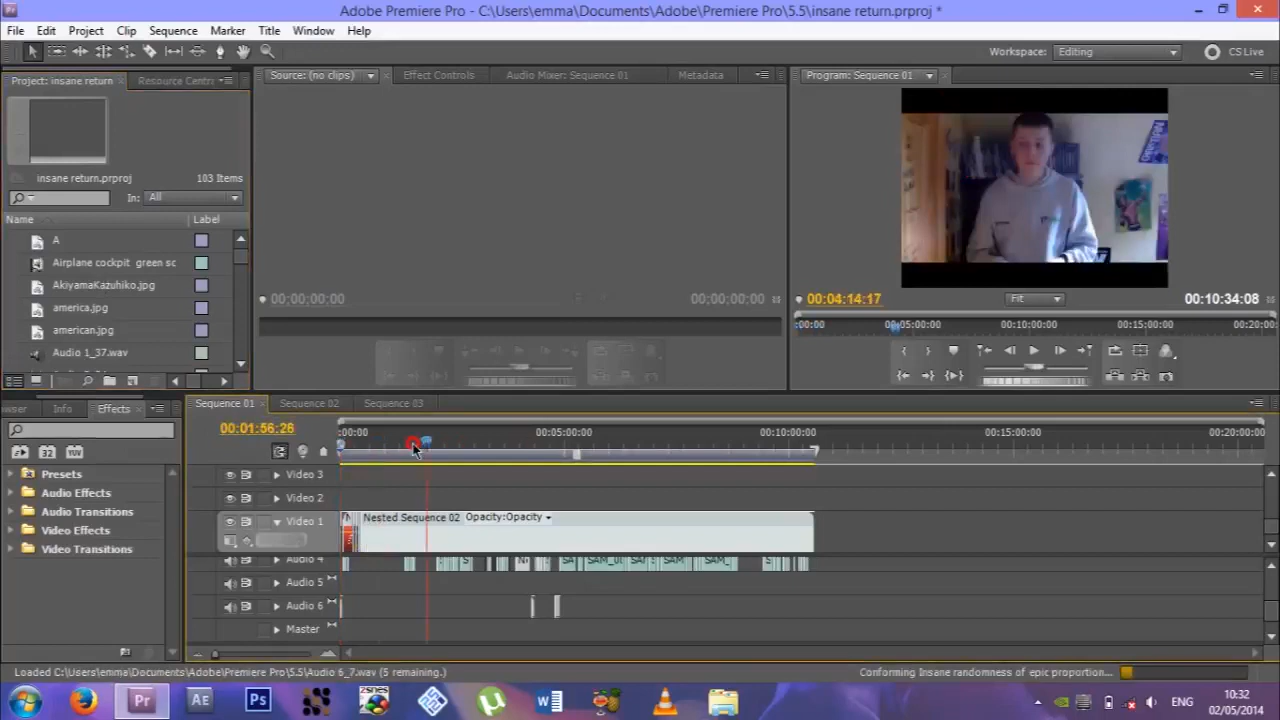 Adobe Premiere Pro - C:\Users\emma\Documents\Adobe\Premiere Pro\5.5\insane return.prproj *
File Edit Project Clip Sequence Marker Title Window Help
Workspace: Editing CS Live
Project: insane return Resource Centr
Source: (no clips) Effect Controls Audio Mixer: Sequence 01 Metadata
Program: Sequence 01
insane return.prproj 103 Items
In: All
Name Label
A
Airplane cockpit green sc
AkiyamaKazuhiko.jpg
america.jpg
american.jpg
Audio 1_37.wav
00;00;00;00 00;00;00;00
00:04:14:17 Fit 00:10:34:08
:00:00 00:05:00:00 00:10:00:00 00:15:00:00 00:20:00
owser Info Effects
Sequence 01 Sequence 02 Sequence 03
00:01:56:26
:00:00 00:05:00:00 00:10:00:00 00:15:00:00 00:20:00:0
Presets
Audio Effects
Audio Transitions
Video Effects
Video Transitions
Video 3
Video 2
Video 1 Nested Sequence 02 Opacity:Opacity
Audio 4
Audio 5
Audio 6
Master
Loaded C:\Users\emma\Documents\Adobe\Premiere Pro\5.5\Audio 6_7.wav (5 remaining.)
Conforming Insane randomness of epic proportion...
Pr Ae Ps
ENG
10:32
02/05/2014